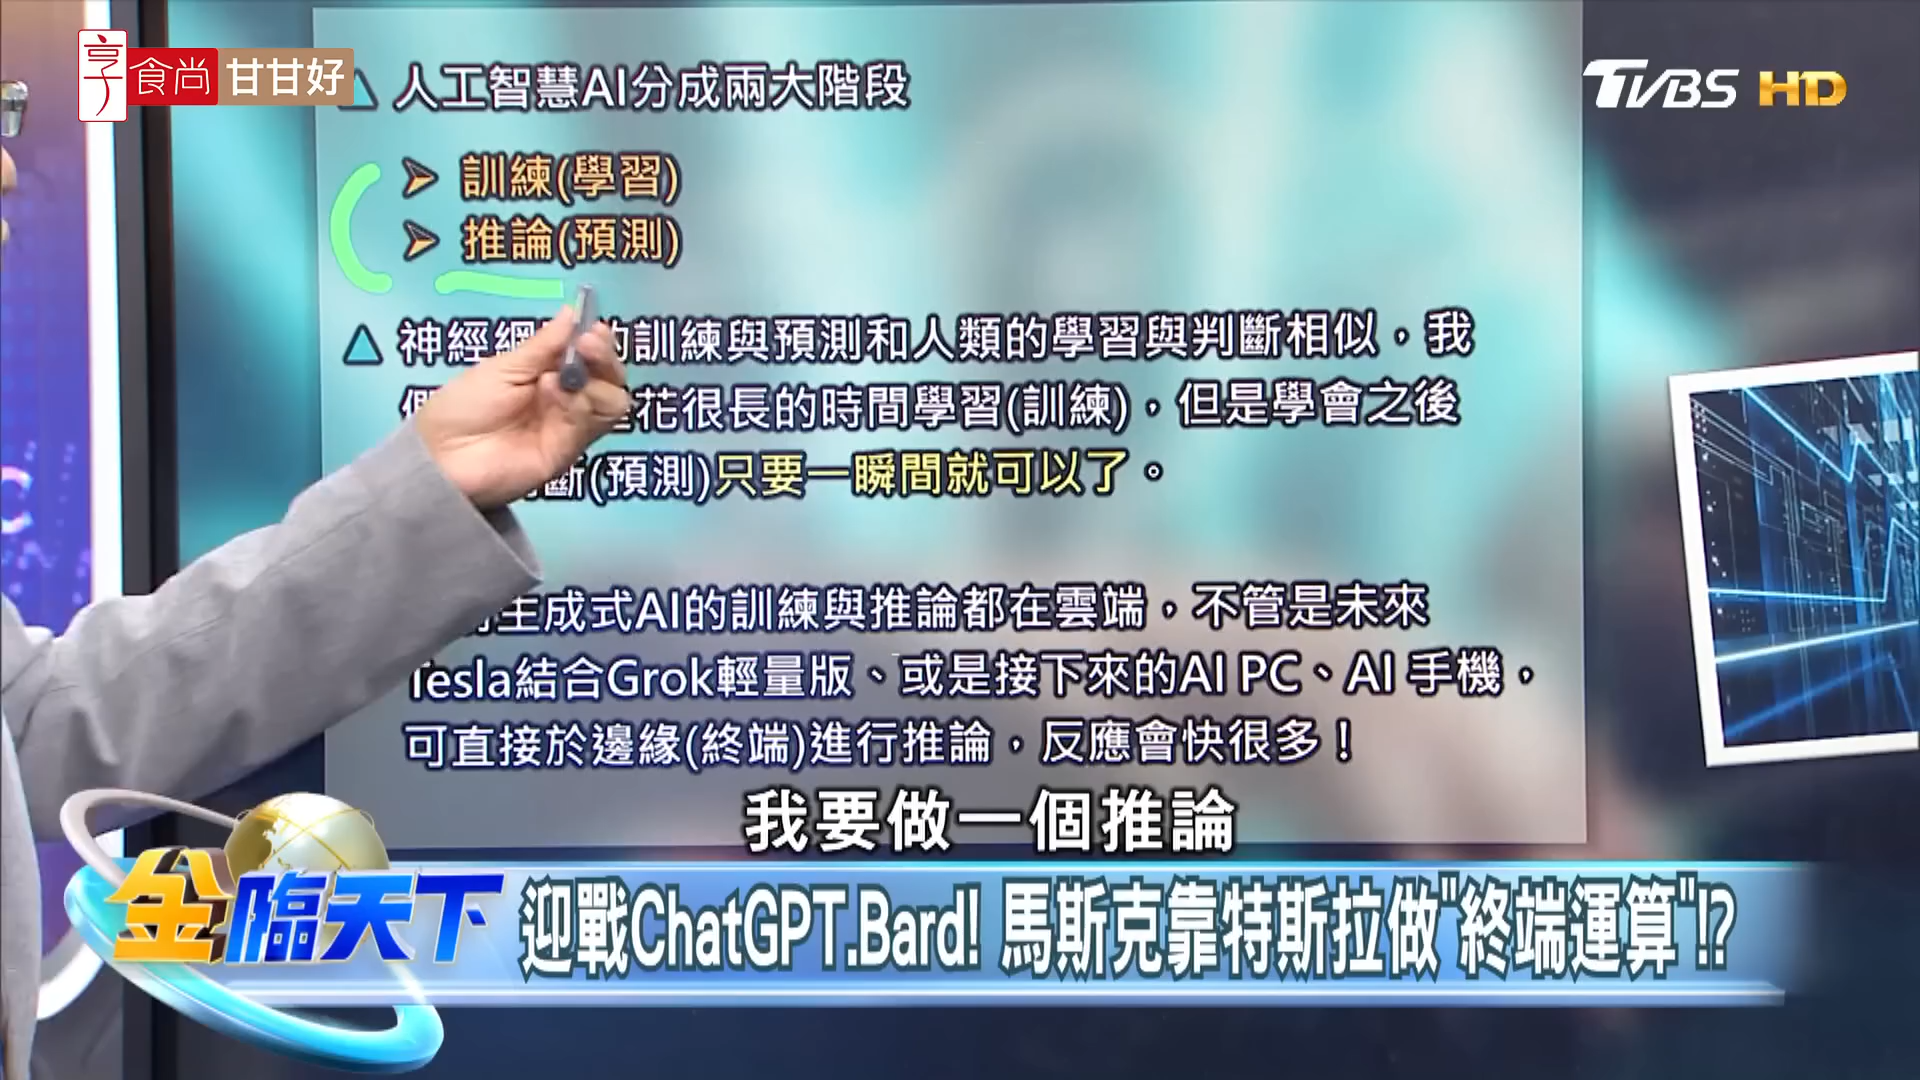 享食尚 甘甘好
TVBS HD
人工智慧AI分成兩大階段
訓練(學習)
推論(預測)
神經網 的訓練與預測和人類的學習與判斷相似，我
花很長的時間學習(訓練)，但是學會之後
斷(預測)只要一瞬間就可以了。
生成式AI的訓練與推論都在雲端，不管是未來
Tesla結合Grok輕量版、或是接下來的AI PC、AI 手機，
可直接於邊緣(終端)進行推論，反應會快很多！
我要做一個推論
金臨天下
迎戰ChatGPT.Bard! 馬斯克靠特斯拉做"終端運算"!?